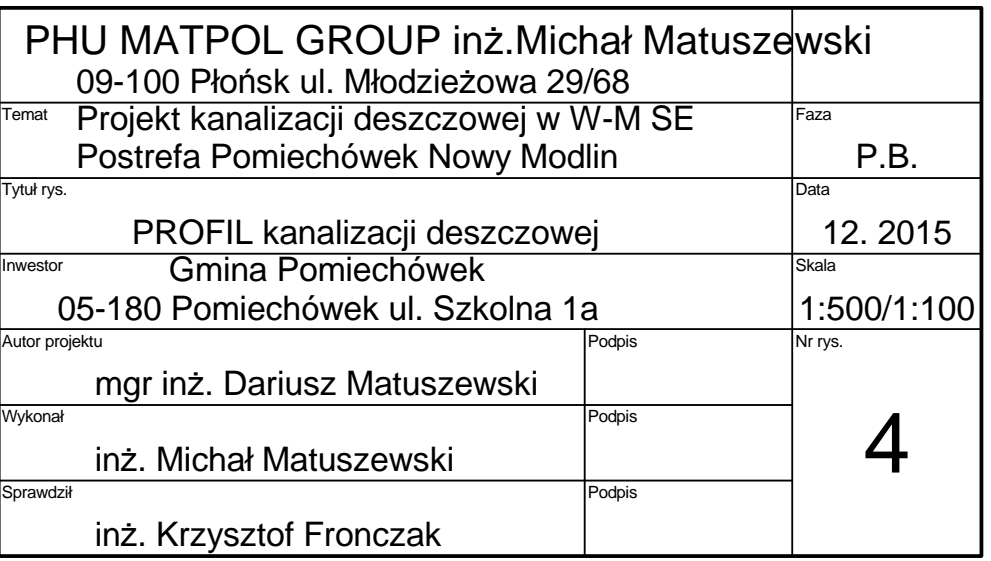 PHU MATPOL GROUP inż.Michał Matuszewski
09-100 Płońsk ul. Młodzieżowa 29/68
Temat
Projekt kanalizacji deszczowej w W-M SE
Postrefa Pomiechówek Nowy Modlin
Faza
P.B.
Tytuł rys.
PROFIL kanalizacji deszczowej
Data
12. 2015
Inwestor
Gmina Pomiechówek
05-180 Pomiechówek ul. Szkolna 1a
Skala
1:500/1:100
Autor projektu
mgr inż. Dariusz Matuszewski
Podpis
Nr rys.
4
Wykonał
inż. Michał Matuszewski
Podpis
Sprawdził
inż. Krzysztof Fronczak
Podpis